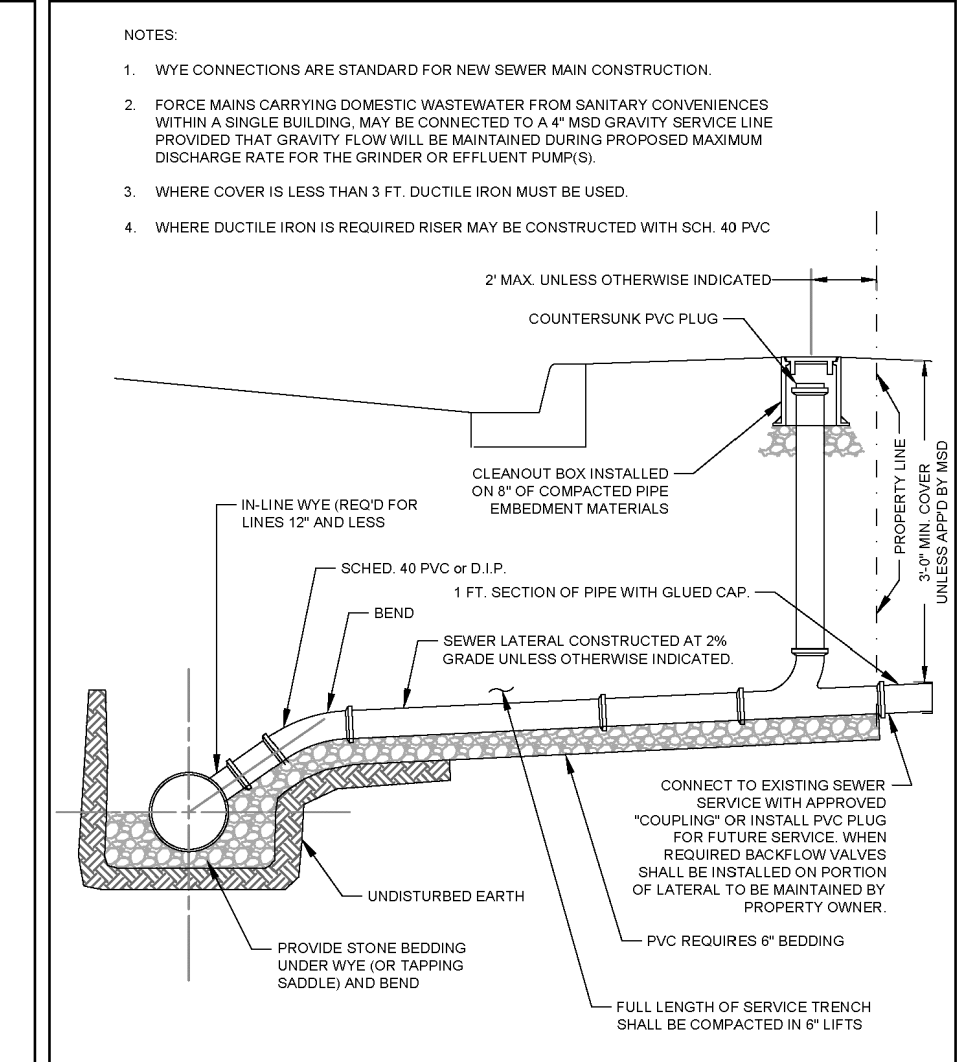 NOTES:
1. WYE CONNECTIONS ARE STANDARD FOR NEW SEWER MAIN CONSTRUCTION.
2. FORCE MAINS CARRYING DOMESTIC WASTEWATER FROM SANITARY CONVENIENCES
WITHIN A SINGLE BUILDING, MAY BE CONNECTED TO A 4" MSD GRAVITY SERVICE LINE
PROVIDED THAT GRAVITY FLOW WILL BE MAINTAINED DURING PROPOSED MAXIMUM
DISCHARGE RATE FOR THE GRINDER OR EFFLUENT PUMP(S).
3. WHERE COVER IS LESS THAN 3 FT. DUCTILE IRON MUST BE USED.
4. WHERE DUCTILE IRON IS REQUIRED RISER MAY BE CONSTRUCTED WITH SCH. 40 PVC
2' MAX. UNLESS OTHERWISE INDICATED
COUNTERSUNK PVC PLUG
CLEANOUT BOX INSTALLED
ON 8" OF COMPACTED PIPE
EMBEDMENT MATERIALS
PROPERTY LINE
3'-0" MIN. COVER
UNLESS APP'D BY MSD
IN-LINE WYE (REQ'D FOR
LINES 12" AND LESS
SCHED. 40 PVC or D.I.P.
1 FT. SECTION OF PIPE WITH GLUED CAP.
BEND
SEWER LATERAL CONSTRUCTED AT 2%
GRADE UNLESS OTHERWISE INDICATED.
CONNECT TO EXISTING SEWER
SERVICE WITH APPROVED
"COUPLING" OR INSTALL PVC PLUG
FOR FUTURE SERVICE. WHEN
REQUIRED BACKFLOW VALVES
SHALL BE INSTALLED ON PORTION
OF LATERAL TO BE MAINTAINED BY
PROPERTY OWNER.
UNDISTURBED EARTH
PVC REQUIRES 6" BEDDING
PROVIDE STONE BEDDING
UNDER WYE (OR TAPPING
SADDLE) AND BEND
FULL LENGTH OF SERVICE TRENCH
SHALL BE COMPACTED IN 6" LIFTS